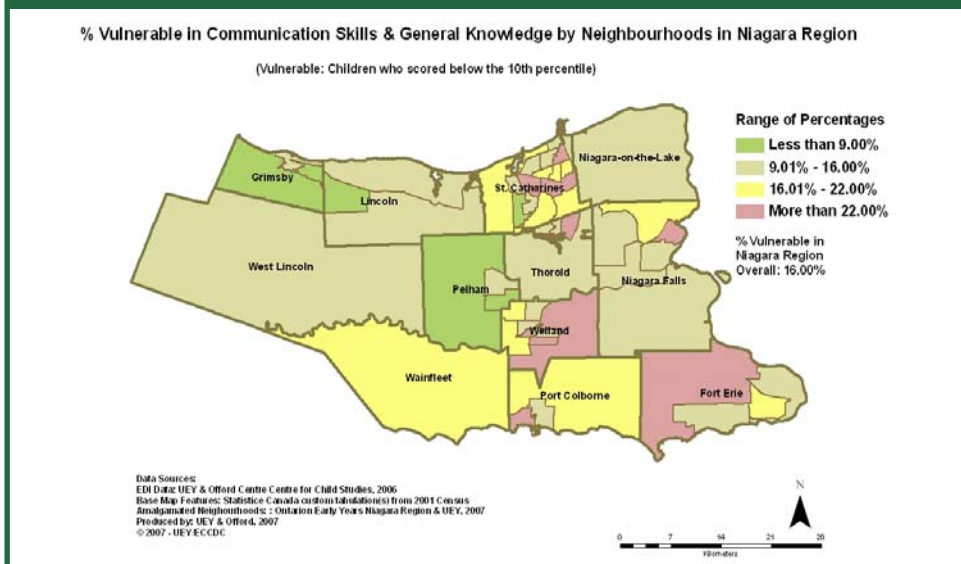 % Vulnerable in Communication Skills & General Knowledge by Neighbourhoods in Niagara Region
(Vulnerable: Children who scored below the 10th percentile)
Range of Percentages
Less than 9.00%
9.01% - 16.00%
16.01% - 22.00%
More than 22.00%
% Vulnerable in
Niagara Region
Overall: 16.00%
Niagara-on-the-Lake
Grimsby
St. Catharines
Lincoln
West Lincoln
Thorold
Pelham
Niagara Falls
Welland
Wainfleet
Port Colborne
Fort Erie
Data Sources:
EDI Data: UEY & Offord Centre Centre for Child Studies, 2006
Base Map Features: Statistice Canada custom tabulation(s) from 2001 Census
Amalgamated Neighourhoods: : Ontarion Early Years Niagara Region & UEY, 2007
Produced by: UEY & Offord, 2007
© 2007 - UEY/ECCDC
N
0 3.5 7 14 21 28
Kilometers